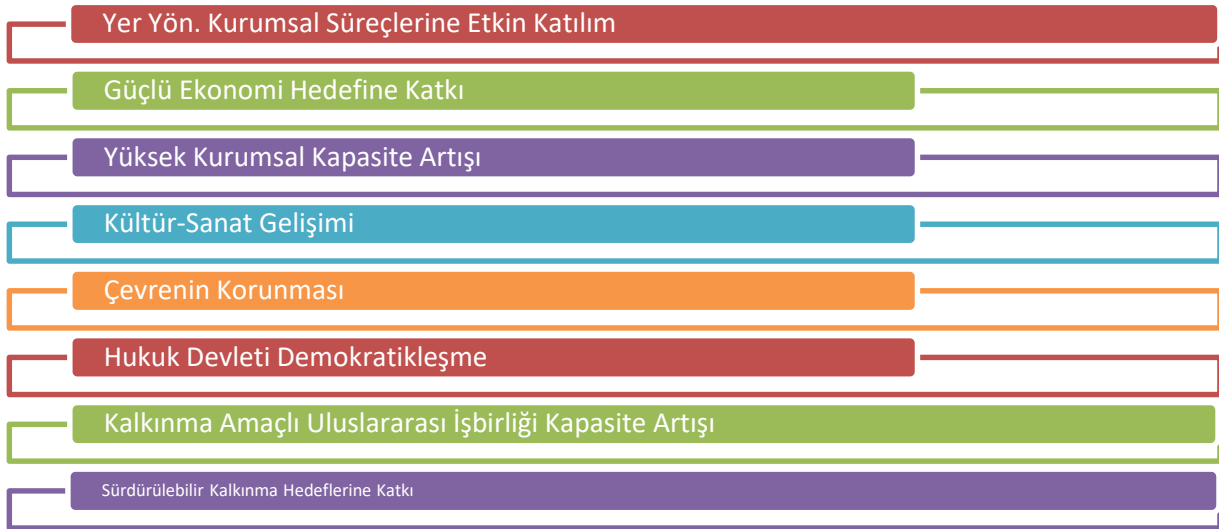 Yer Yön. Kurumsal Süreçlerine Etkin Katılım
Güçlü Ekonomi Hedefine Katkı
Yüksek Kurumsal Kapasite Artışı
Kültür-Sanat Gelişimi
Çevrenin Korunması
Hukuk Devleti Demokratikleşme
Kalkınma Amaçlı Uluslararası İşbirliği Kapasite Artışı
Sürdürülebilir Kalkınma Hedeflerine Katkı